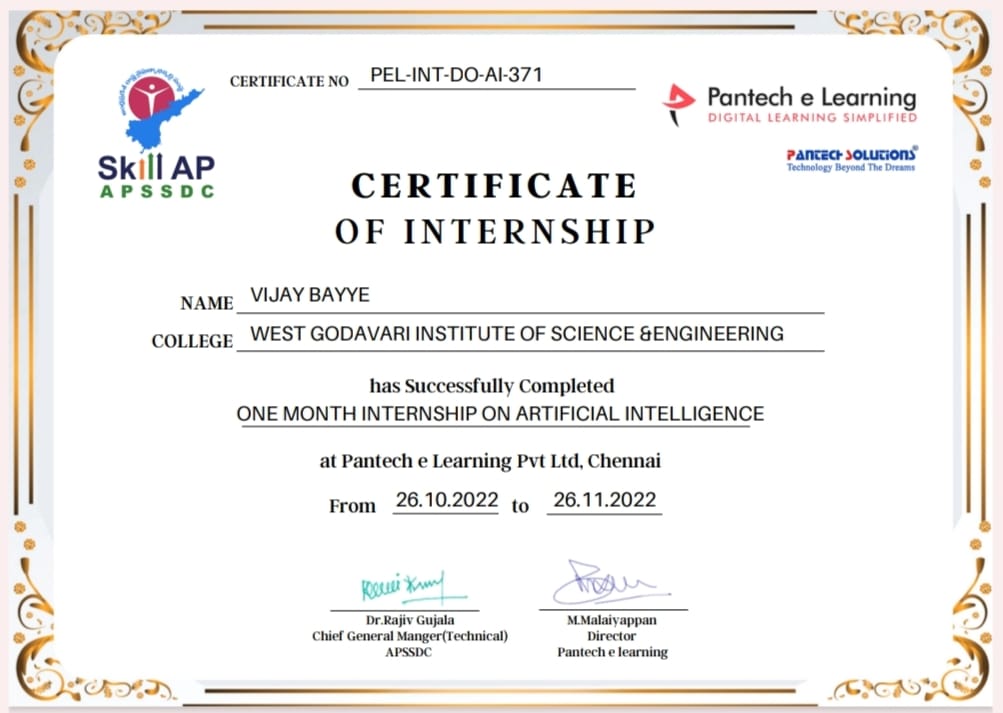 CERTIFICATE NO PEL-INT-DO-AI-371
Skill AP
APSSDC
Pantech e Learning
DIGITAL LEARNING SIMPLIFIED
PANTECH SOLUTIONS®
Technology Beyond The Dreams
CERTIFICATE
OF INTERNSHIP
NAME VIJAY BAYYE
COLLEGE WEST GODAVARI INSTITUTE OF SCIENCE &ENGINEERING
has Successfully Completed
ONE MONTH INTERNSHIP ON ARTIFICIAL INTELLIGENCE
at Pantech e Learning Pvt Ltd, Chennai
From 26.10.2022 to 26.11.2022
Dr.Rajiv Gujala
Chief General Manger(Technical)
APSSDC
M.Malaiyappan
Director
Pantech e learning